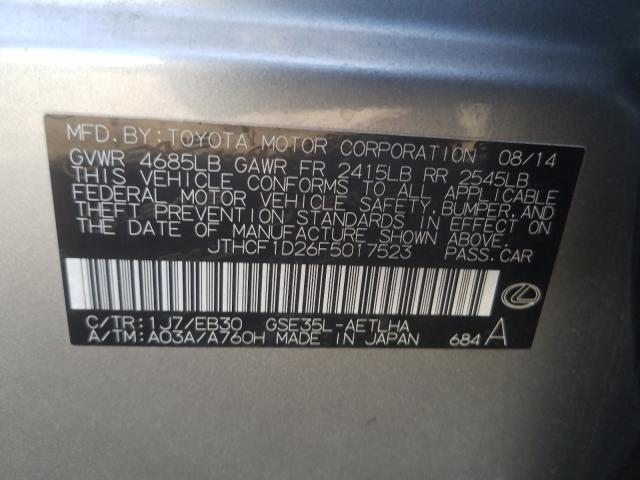 MFD. BY: TOYOTA MOTOR CORPORATION 08/14
GVWR 4685LB GAWR FR 2415LB RR 2545LB
THIS VEHICLE CONFORMS TO ALL APPLICABLE
FEDERAL MOTOR VEHICLE SAFETY, BUMPER, AND
THEFT PREVENTION STANDARDS IN EFFECT ON
THE DATE OF MANUFACTURE SHOWN ABOVE.
JTHCF1D26F5017523 PASS.CAR
C/TR: 1J7/EB30 GSE35L-AETLHA
A/TM: A03A/A760H MADE IN JAPAN 684 A